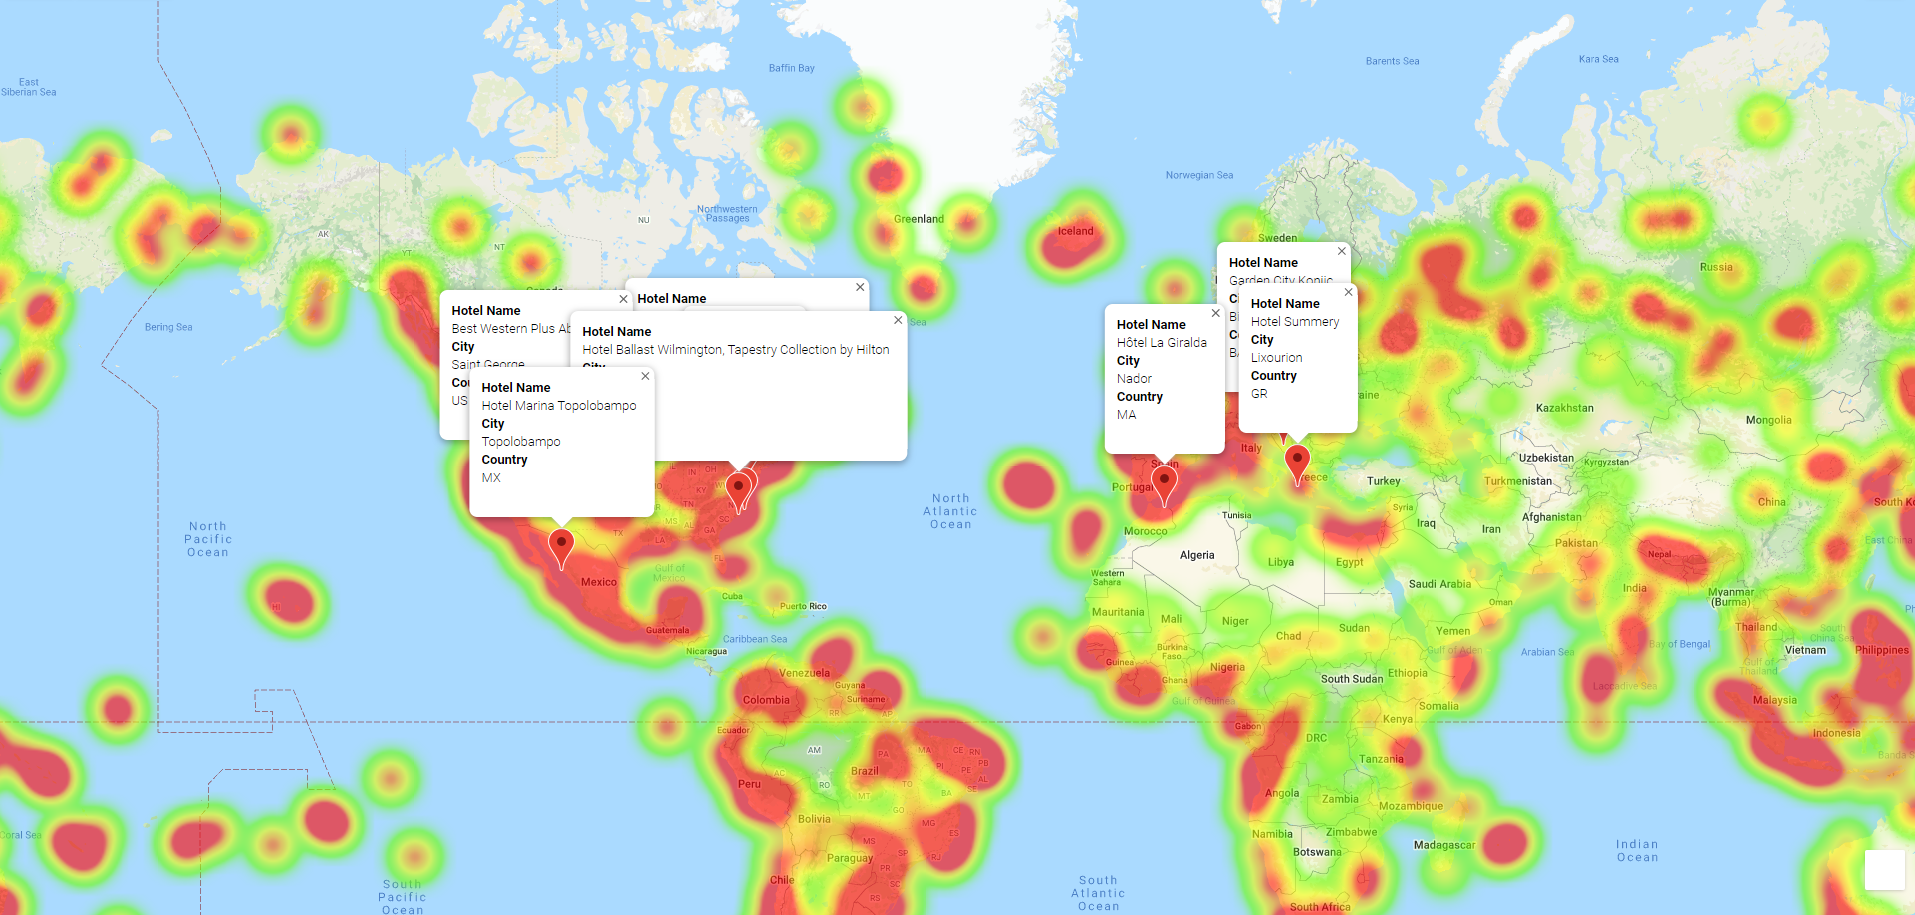 East
Siberian Sea
Baffin Bay
Barents Sea
Kara Sea
Norwegian Sea
Northwestern
Passages
NU
AK
YT
NT
Greenland
Iceland
Sweden
Russia
Bering Sea
Hotel Name
Best Western Plus Ab
City
Saint George
Cou
US
Hotel Name
Hotel Name
Hotel Ballast Wilmington, Tapestry Collection by Hilton
City
Hotel Name
Hotel Marina Topolobampo
City
Topolobampo
Country
MX
Sea
Hotel Name
Garden City Konjic
Hotel Name
Hôtel La Giralda
City
Nador
Country
MA
Hotel Name
Hotel Summery
City
Lixourion
Country
GR
raine
Kazakhstan
Mongolia
Italy
Spain
Portugal
eece
Turkey
Uzbekistan
Kyrgyzstan
Turkmenistan
China
South Ko
IL
IN
OH
KY
MS
AL
GA
SC
TX
LA
FL
North
Pacific
Ocean
North
Atlantic
Ocean
Tunisia
Morocco
Syria
Iraq
Iran
Afghanistan
Pakistan
East China
Algeria
Libya
Egypt
Nepal
Western
Sahara
Saudi Arabia
India
Myanmar
(Burma)
Gulf of
Mexico
Mexico
HI
Cuba
Puerto Rico
Oman
Mauritania
Mali
Niger
Chad
Sudan
Yemen
Thailand
South
China Sea
Guatemala
Caribbean Sea
Nicaragua
Burkina
Faso
Gulf of Aden
Arabian Sea
Bay of Bengal
Vietnam
Philippines
Guinea
Ghana
Nigeria
South Sudan
Ethiopia
Gulf of
Thailand
Laccadive Sea
Venezuela
Guyana
Suriname
Colombia
Gulf of Guinea
Somalia
Malaysia
RR
AP
Ecuador
Gabon
Kenya
DRC
Indonesia
Banda S
AM
PA
MA
CE
RN
PB
PE
PI
AL
SE
Brazil
AC
RO
TO
BA
MT
GO
Peru
Tanzania
Angola
Zambia
Mozambique
Bolivia
MG
ES
Coral Sea
Namibia
Zimbabwe
Botswana
Madagascar
Indian
Ocean
MS
SP
RJ
PR
SC
RS
Paraguay
Chile
South
Pacific
Ocean
South
Atlantic
Ocean
South Africa